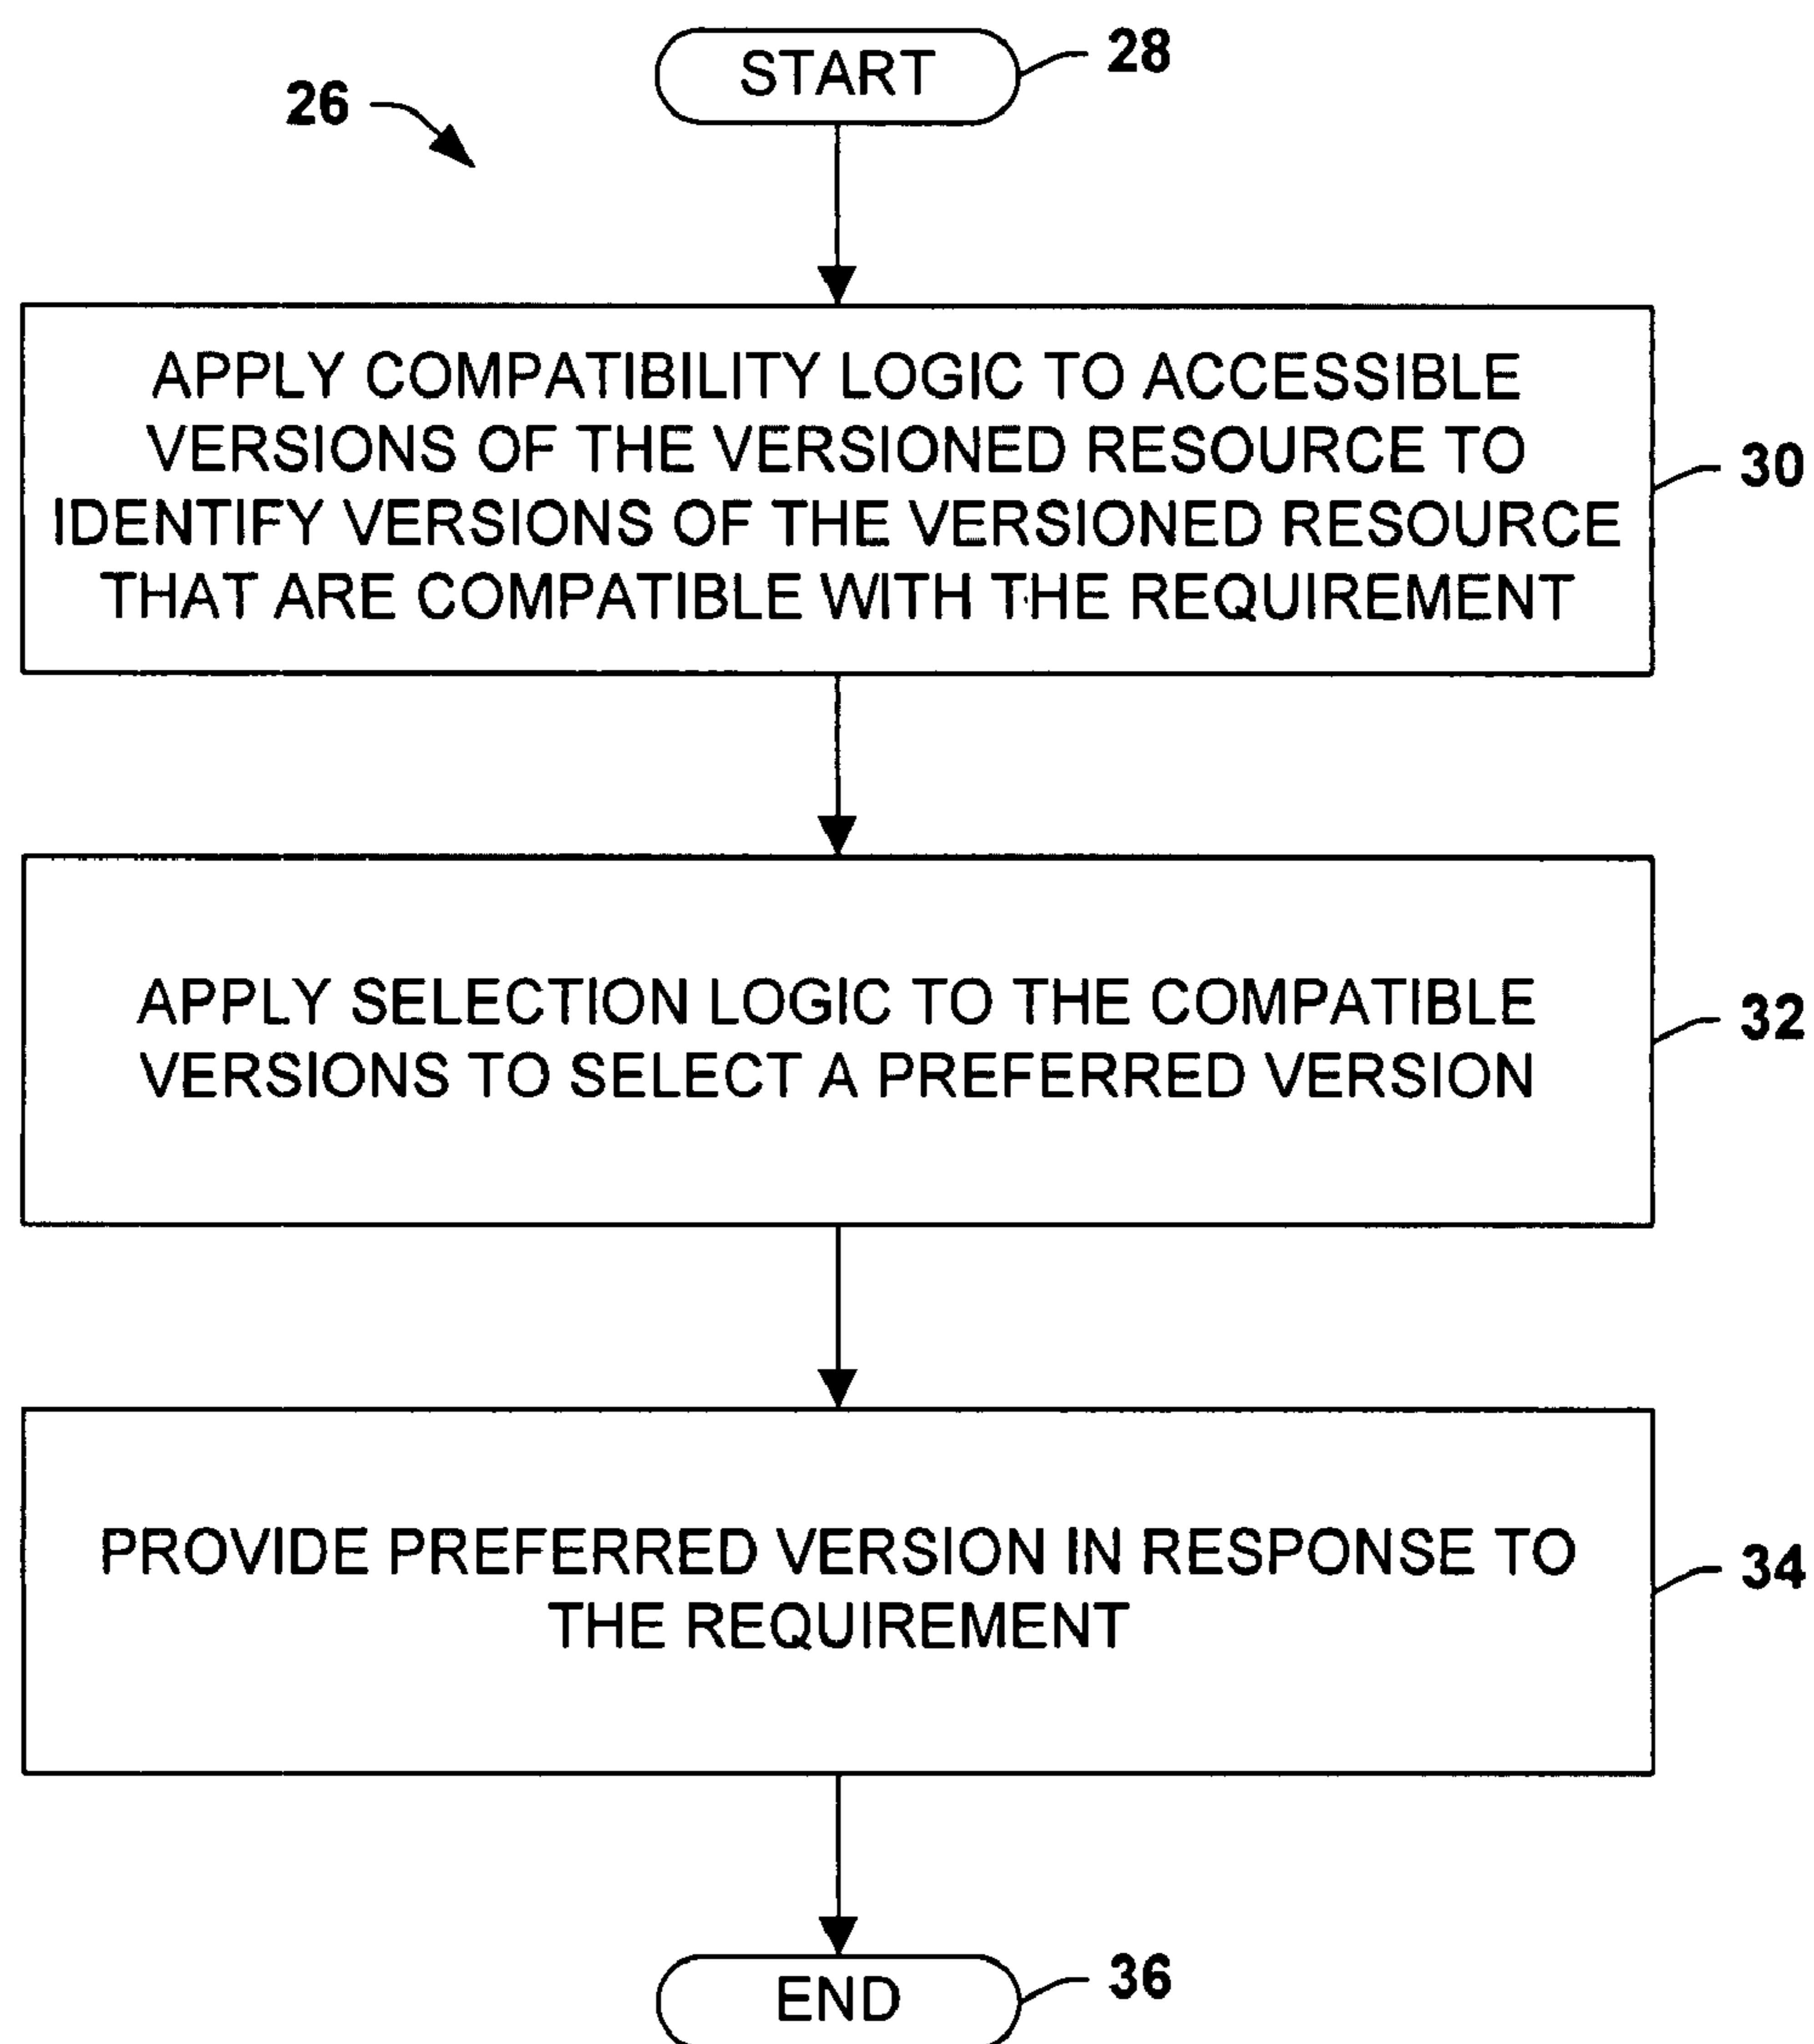 START
28
26
APPLY COMPATIBILITY LOGIC TO ACCESSIBLE
VERSIONS OF THE VERSIONED RESOURCE TO
IDENTIFY VERSIONS OF THE VERSIONED RESOURCE
THAT ARE COMPATIBLE WITH THE REQUIREMENT
30
APPLY SELECTION LOGIC TO THE COMPATIBLE
VERSIONS TO SELECT A PREFERRED VERSION
32
PROVIDE PREFERRED VERSION IN RESPONSE TO
THE REQUIREMENT
34
END
36